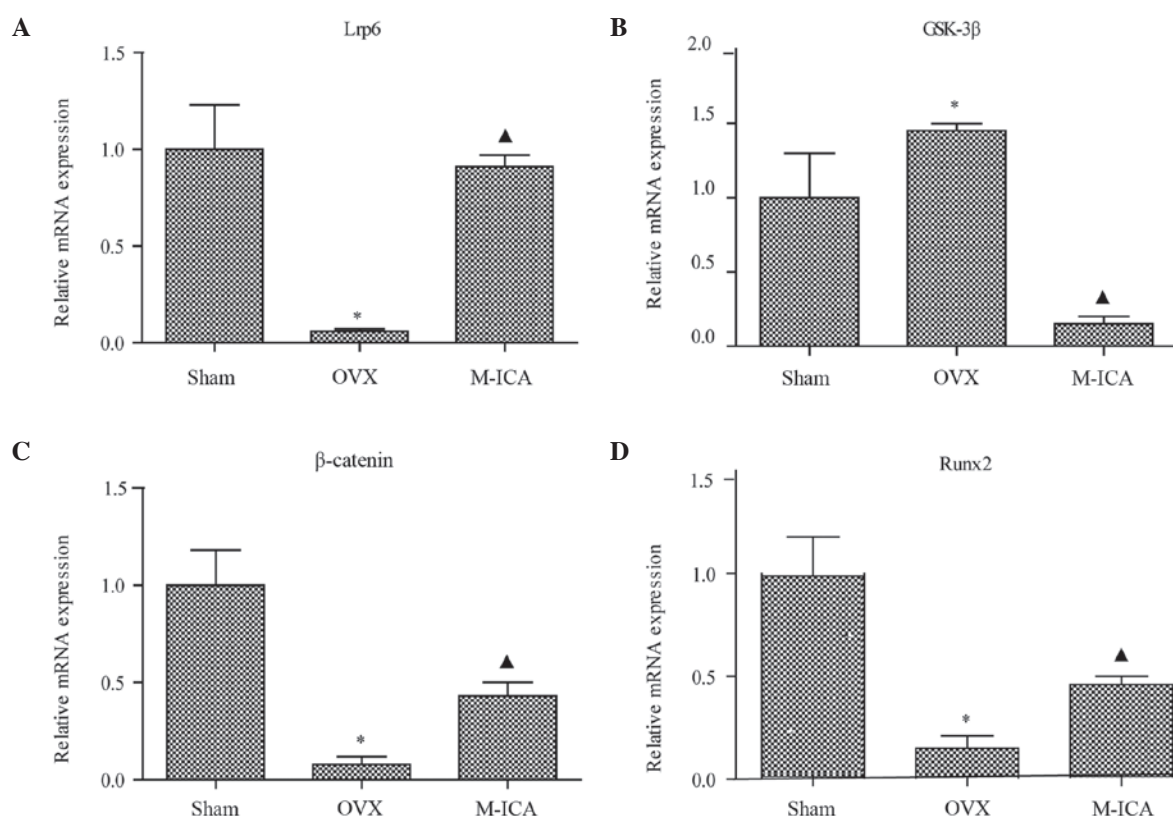 A
Lrp6
Relative mRNA expression
1.5
1.0
0.5
0.0
*
▲
Sham OVX M-ICA
B
GSK-3β
Relative mRNA expression
2.0
1.5
1.0
0.5
0.0
*
▲
Sham OVX M-ICA
C
β-catenin
Relative mRNA expression
1.5
1.0
0.5
0.0
*
▲
Sham OVX M-ICA
D
Runx2
Relative mRNA expression
1.5
1.0
0.5
0.0
*
▲
Sham OVX M-ICA